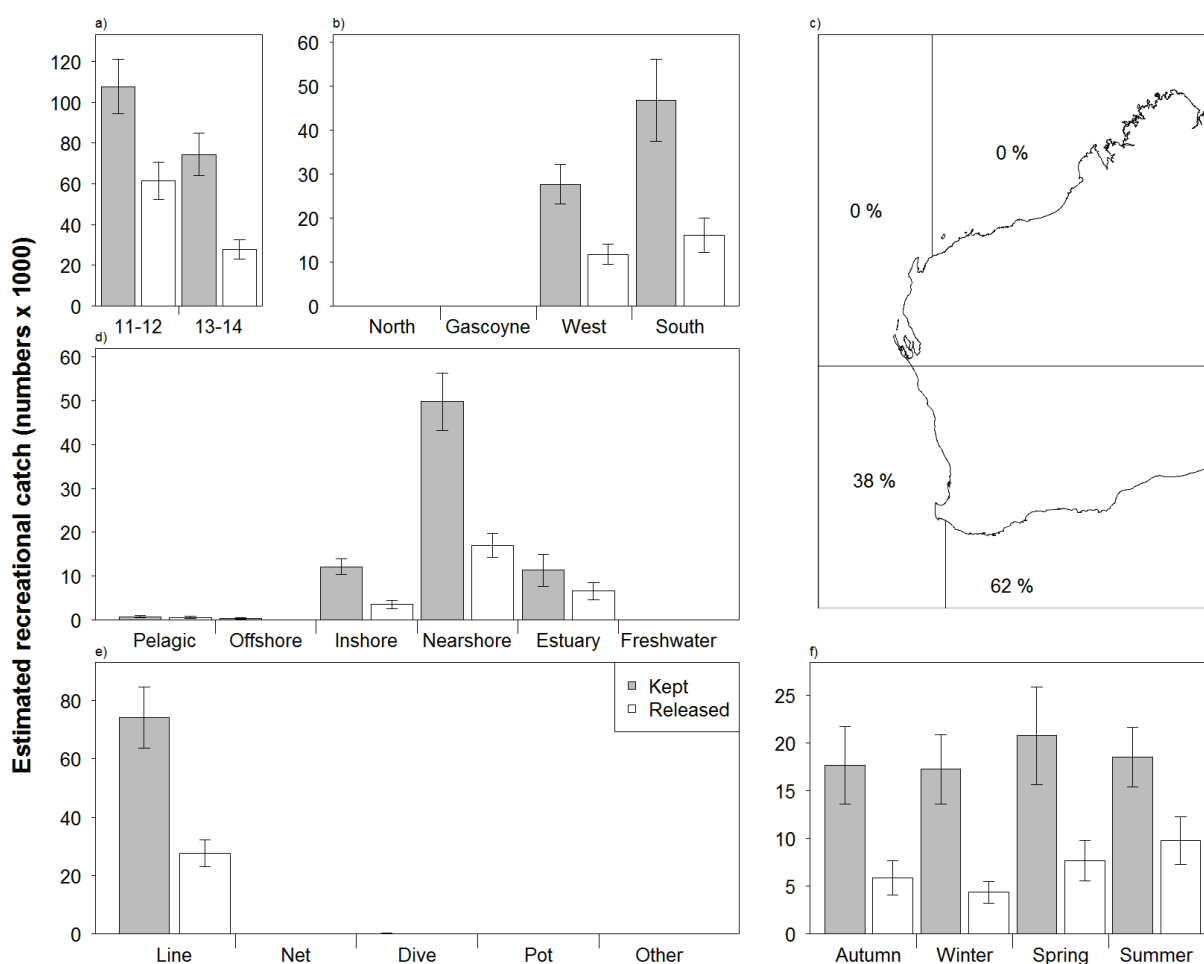 a)
120
100
80
60
40
20
0
11-12 13-14
b)
60
50
40
30
20
10
0
North Gascoyne West South
c)
0 %
0 %
38 %
62 %
Estimated recreational catch (numbers x 1000)
d)
60
50
40
30
20
10
0
Pelagic Offshore Inshore Nearshore Estuary Freshwater
e)
80
60
40
20
0
Kept
Released
Line Net Dive Pot Other
f)
25
20
15
10
5
0
Autumn Winter Spring Summer